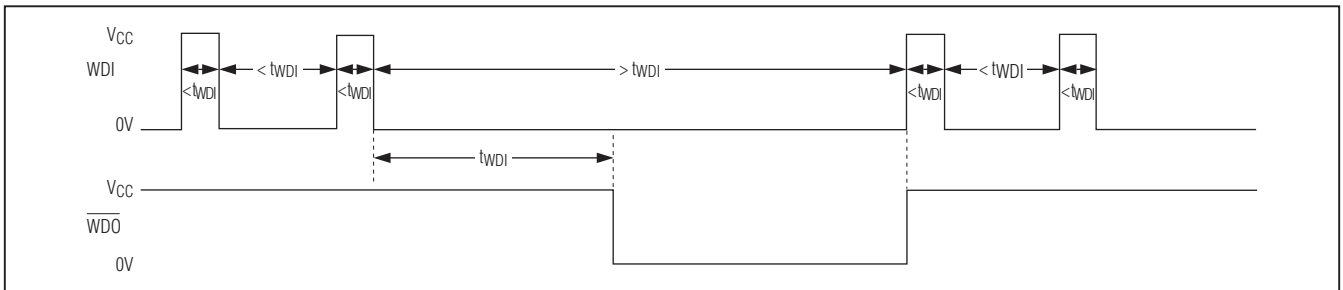 VCC
WDI
< tWDI
> tWDI
< tWDI
<tWDI
<tWDI
<tWDI
<tWDI
0V
tWDI
VCC
WDO
0V